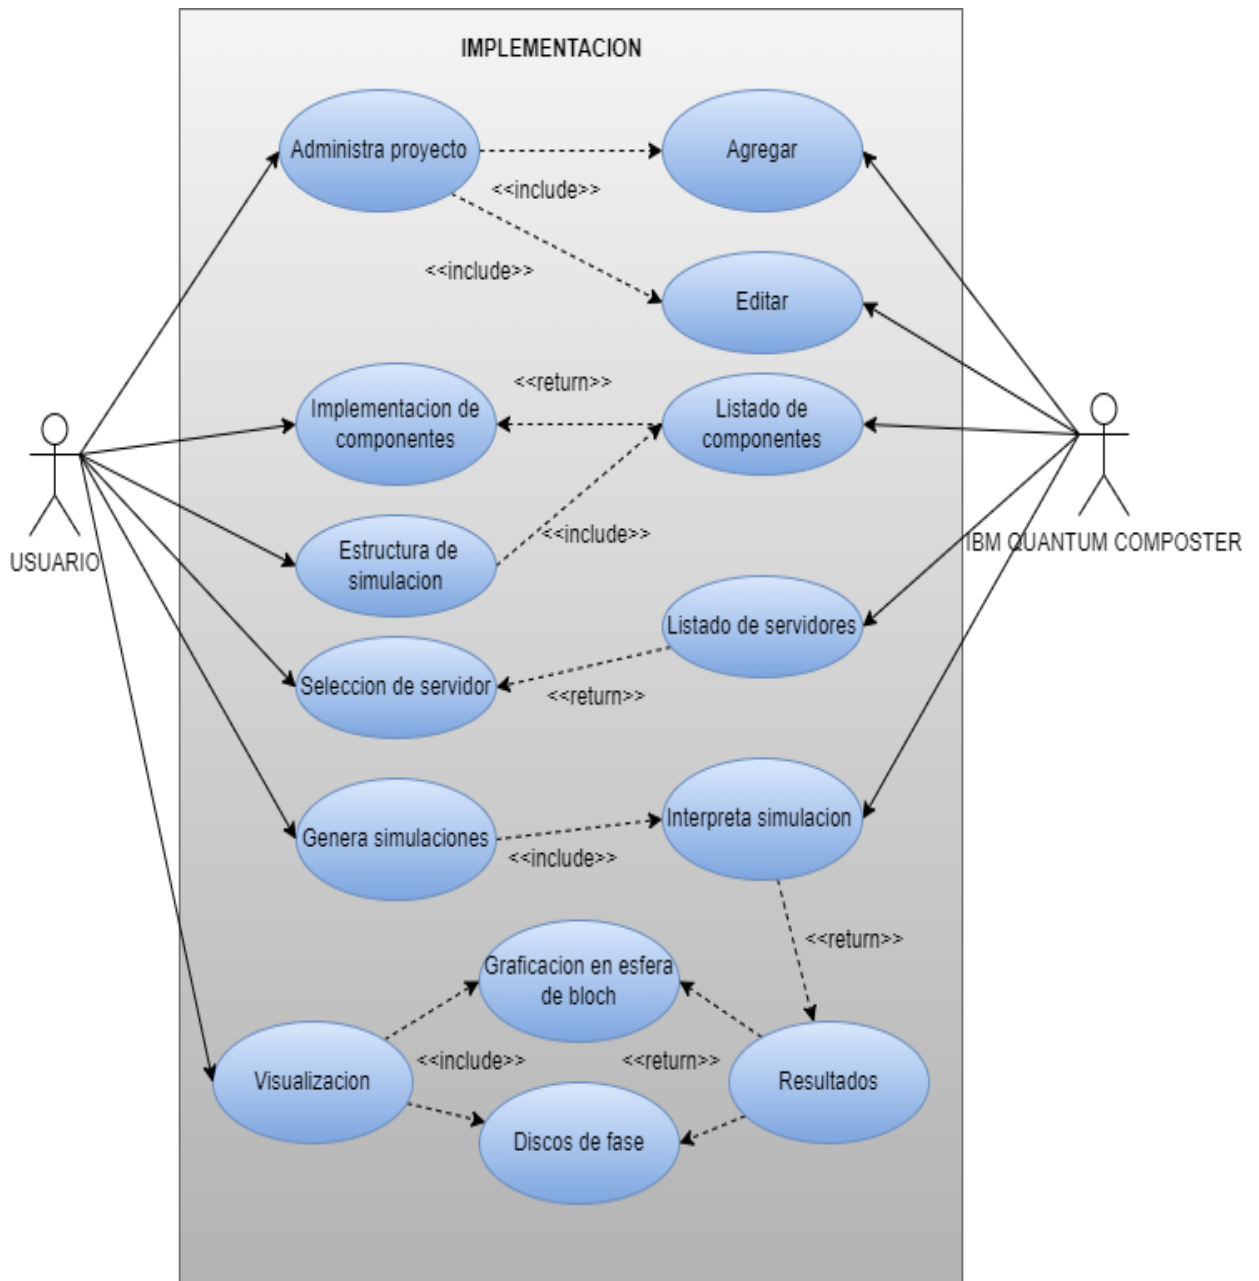 IMPLEMENTACION
Administra proyecto
Agregar
<<include>>
<<include>>
Editar
<<return>>
Implementacion de
componentes
Listado de
componentes
<<include>>
Estructura de
simulacion
USUARIO
IBM QUANTUM COMPOSTER
Listado de servidores
Seleccion de servidor
<<return>>
Genera simulaciones
Interpreta simulacion
<<include>>
<<return>>
Graficacion en esfera
de bloch
<<include>>
<<return>>
Visualizacion
Resultados
Discos de fase